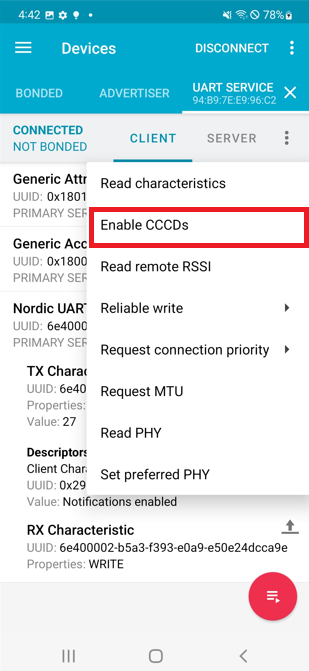 4:42 78%
Devices DISCONNECT
BONDED ADVERTISER UART SERVICE
94:B9:7E:E9:96:C2
CONNECTED
NOT BONDED
CLIENT SERVER
Generic Attr
UUID: 0x1801
PRIMARY SER
Generic Acc
UUID: 0x1800
PRIMARY SER
Nordic UART
UUID: 6e4000
PRIMARY SER
TX Charac
UUID: 6e40
Properties:
Value: 27
Descriptors
Client Chara
UUID: 0x29
Value: Notifications enabled
RX Characteristic
UUID: 6e400002-b5a3-f393-e0a9-e50e24dcca9e
Properties: WRITE
Read characteristics
Enable CCCDs
Read remote RSSI
Reliable write
Request connection priority
Request MTU
Read PHY
Set preferred PHY